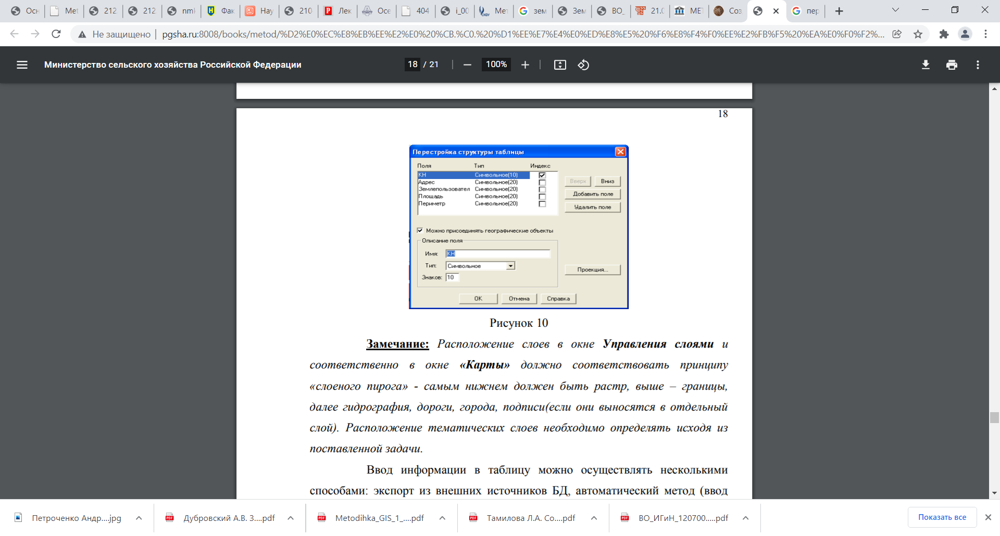 Осн
Мет
212
212
nmk
Фак
Нау
210
Лек
Осе
404
i_00
Мет
зем
Зем
ВО_
21.0
МЕТ
Соз
пер
Не защищено
pgsha.ru:8008/books/metod/%D2%E0%EC%E8%EB%EE%E2%E0%20%CB.%C0.%20%D1%EE%E7%E4%E0%ED%E8%E5%20%F6%E8%F4%F0%EE%E2%FB%F5%20%EA%E0%F0%F2%...
Министерство сельского хозяйства Российской Федерации
18 / 21
100%
18
Перестройка структуры таблицы
Поля Тип Индекс
КН Символьное(10)
Адрес Символьное(20)
Землепользовател Символьное(20)
Площадь Символьное(20)
Периметр Символьное(20)
Вверх Вниз
Добавить поле
Удалить поле
Можно присоединять географические объекты
Описание поля
Имя: КН
Тип: Символьное
Знаков: 10
Проекция...
ОК Отмена Справка
Рисунок 10
Замечание: Расположение слоев в окне Управления слоями и
соответственно в окне «Карты» должно соответствовать принципу
«слоеного пирога» - самым нижнем должен быть растр, выше – границы,
далее гидрография, дороги, города, подписи(если они выносятся в отдельный
слой). Расположение тематических слоев необходимо определять исходя из
поставленной задачи.
Ввод информации в таблицу можно осуществлять несколькими
способами: экспорт из внешних источников БД, автоматический метод (ввод
Петроченко Андр....jpg
Дубровский А.В. З....pdf
Metodihka_GIS_1_....pdf
Тамилова Л.А. Со....pdf
ВО_ИГиН_120700.....pdf
Показать все